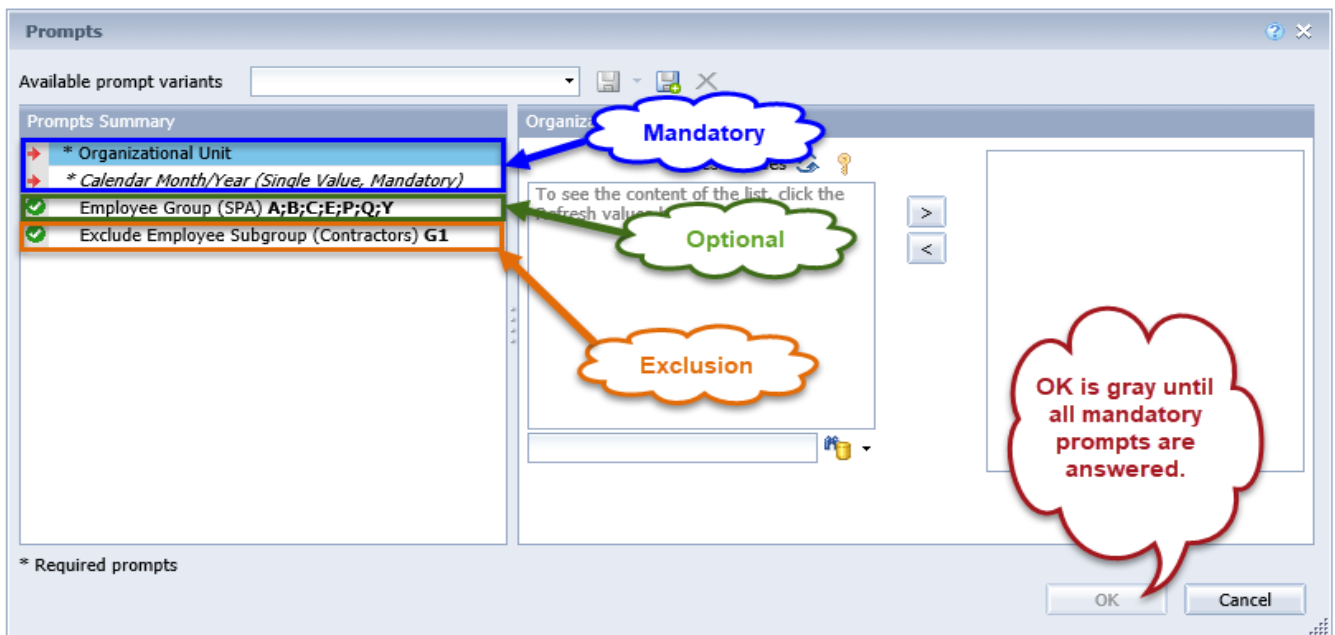 Prompts
Available prompt variants
Prompts Summary
* Organizational Unit
* Calendar Month/Year (Single Value, Mandatory)
Employee Group (SPA) A;B;C;E;P;Q;Y
Exclude Employee Subgroup (Contractors) G1
Mandatory
To see the content of the list, click the
Refresh
Optional
Exclusion
OK is gray until
all mandatory
prompts are
answered.
* Required prompts
OK
Cancel